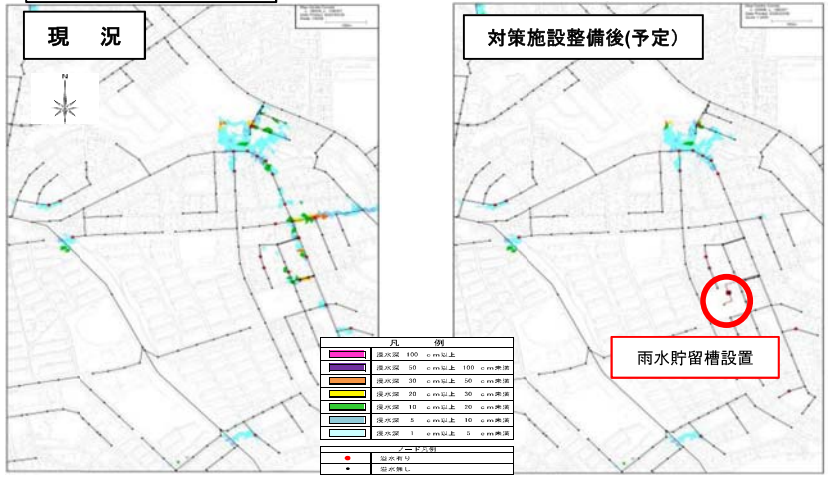 現 況
対策施設整備後(予定)
N
雨水貯留槽設置
凡 例
浸水深 100 cm以上
浸水深 50 cm以上 100 cm未満
浸水深 30 cm以上 50 cm未満
浸水深 20 cm以上 30 cm未満
浸水深 10 cm以上 20 cm未満
浸水深 5 cm以上 10 cm未満
浸水深 1 cm以上 5 cm未満
ノード凡例
溢水有り
溢水無し